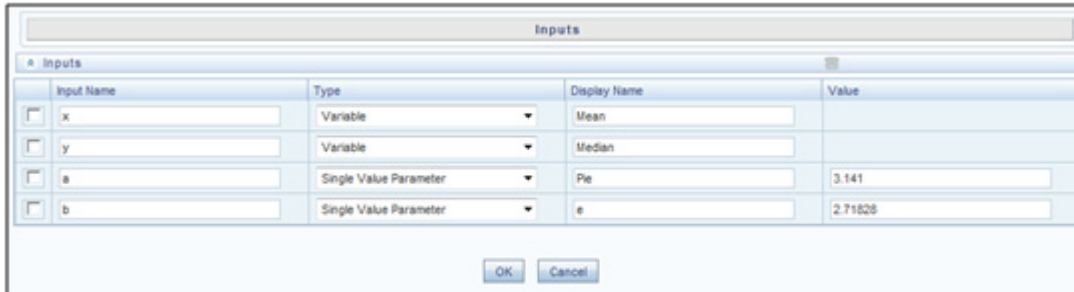 Inputs
Inputs
Input Name Type Display Name Value
x Variable Mean
y Variable Median
a Single Value Parameter Pie 3.141
b Single Value Parameter e 2.71828
OK Cancel